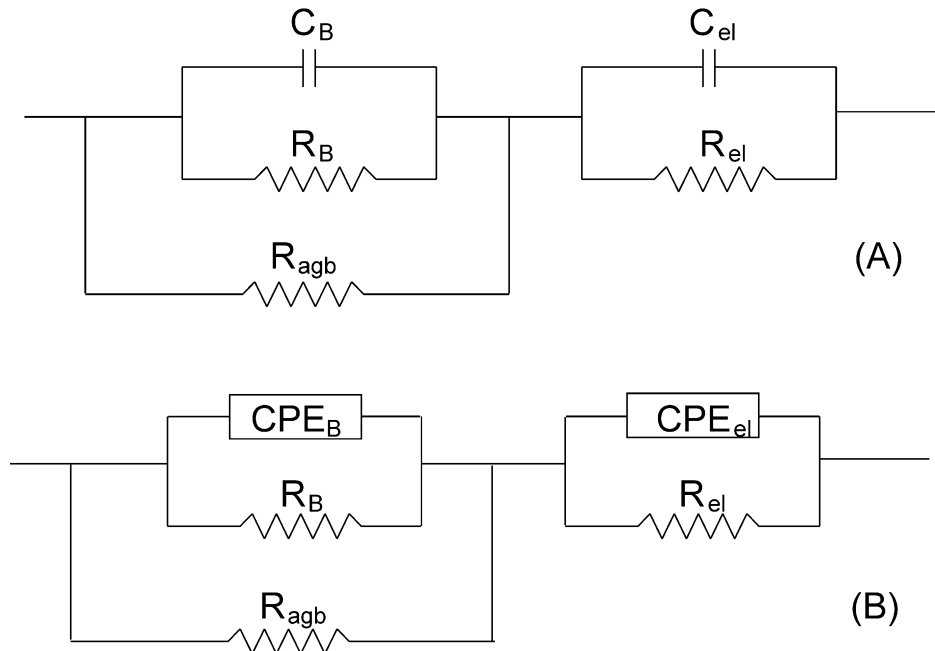 C_B C_el
R_B R_el
R_agb (A)
CPE_B CPE_el
R_B R_el
R_agb (B)